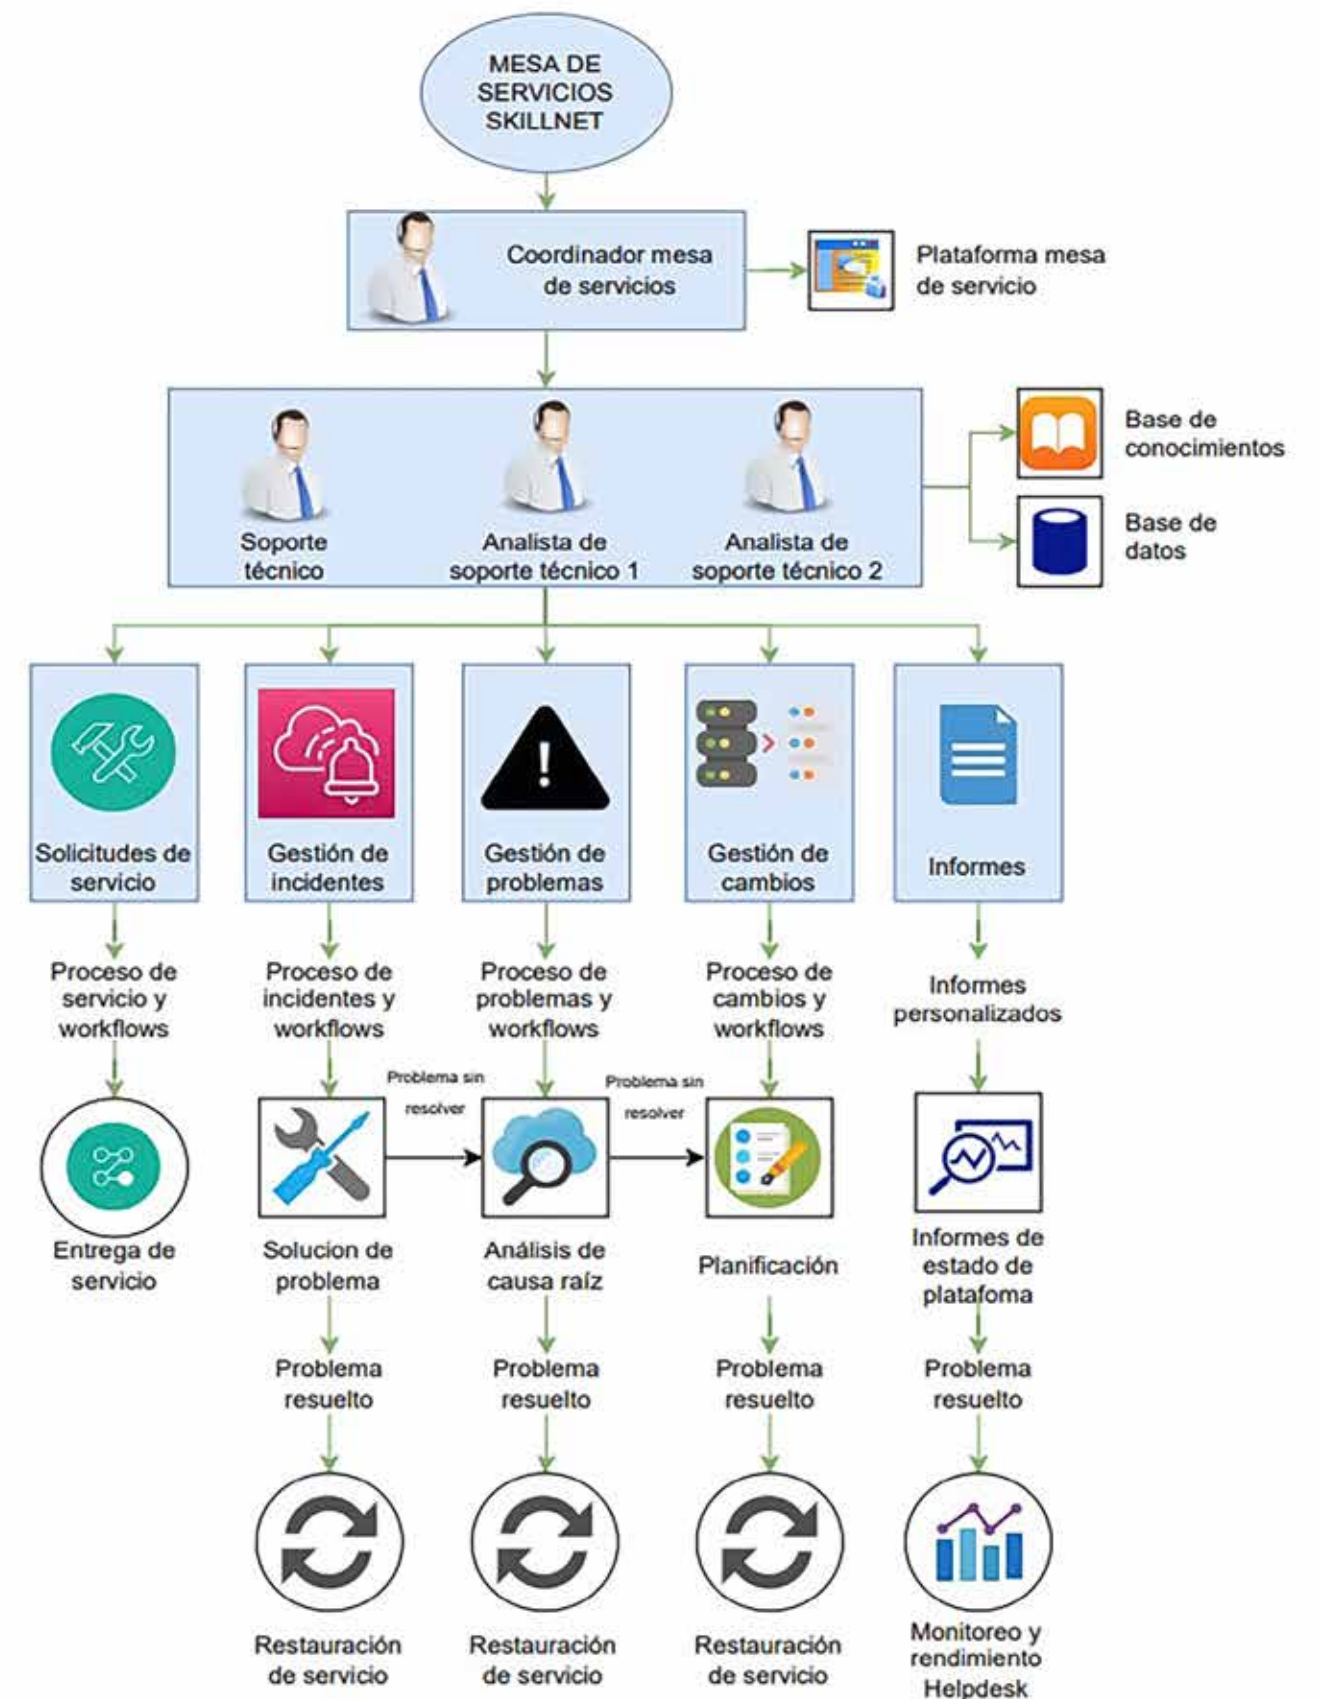 MESA DE
SERVICIOS
SKILLNET
Coordinador mesa
de servicios
Plataforma mesa
de servicio
Base de
conocimientos
Base de
datos
Soporte
técnico
Analista de
soporte técnico 1
Analista de
soporte técnico 2
Solicitudes de
servicio
Gestión de
incidentes
Gestión de
problemas
Gestión de
cambios
Informes
Proceso de
servicio y
workflows
Proceso de
incidentes y
workflows
Proceso de
problemas y
workflows
Proceso de
cambios y
workflows
Informes
personalizados
Problema sin
resolver
Problema sin
resolver
Entrega de
servicio
Solucion de
problema
Análisis de
causa raíz
Planificación
Informes de
estado de
platafoma
Problema
resuelto
Problema
resuelto
Problema
resuelto
Problema
resuelto
Restauración
de servicio
Restauración
de servicio
Restauración
de servicio
Monitoreo y
rendimiento
Helpdesk